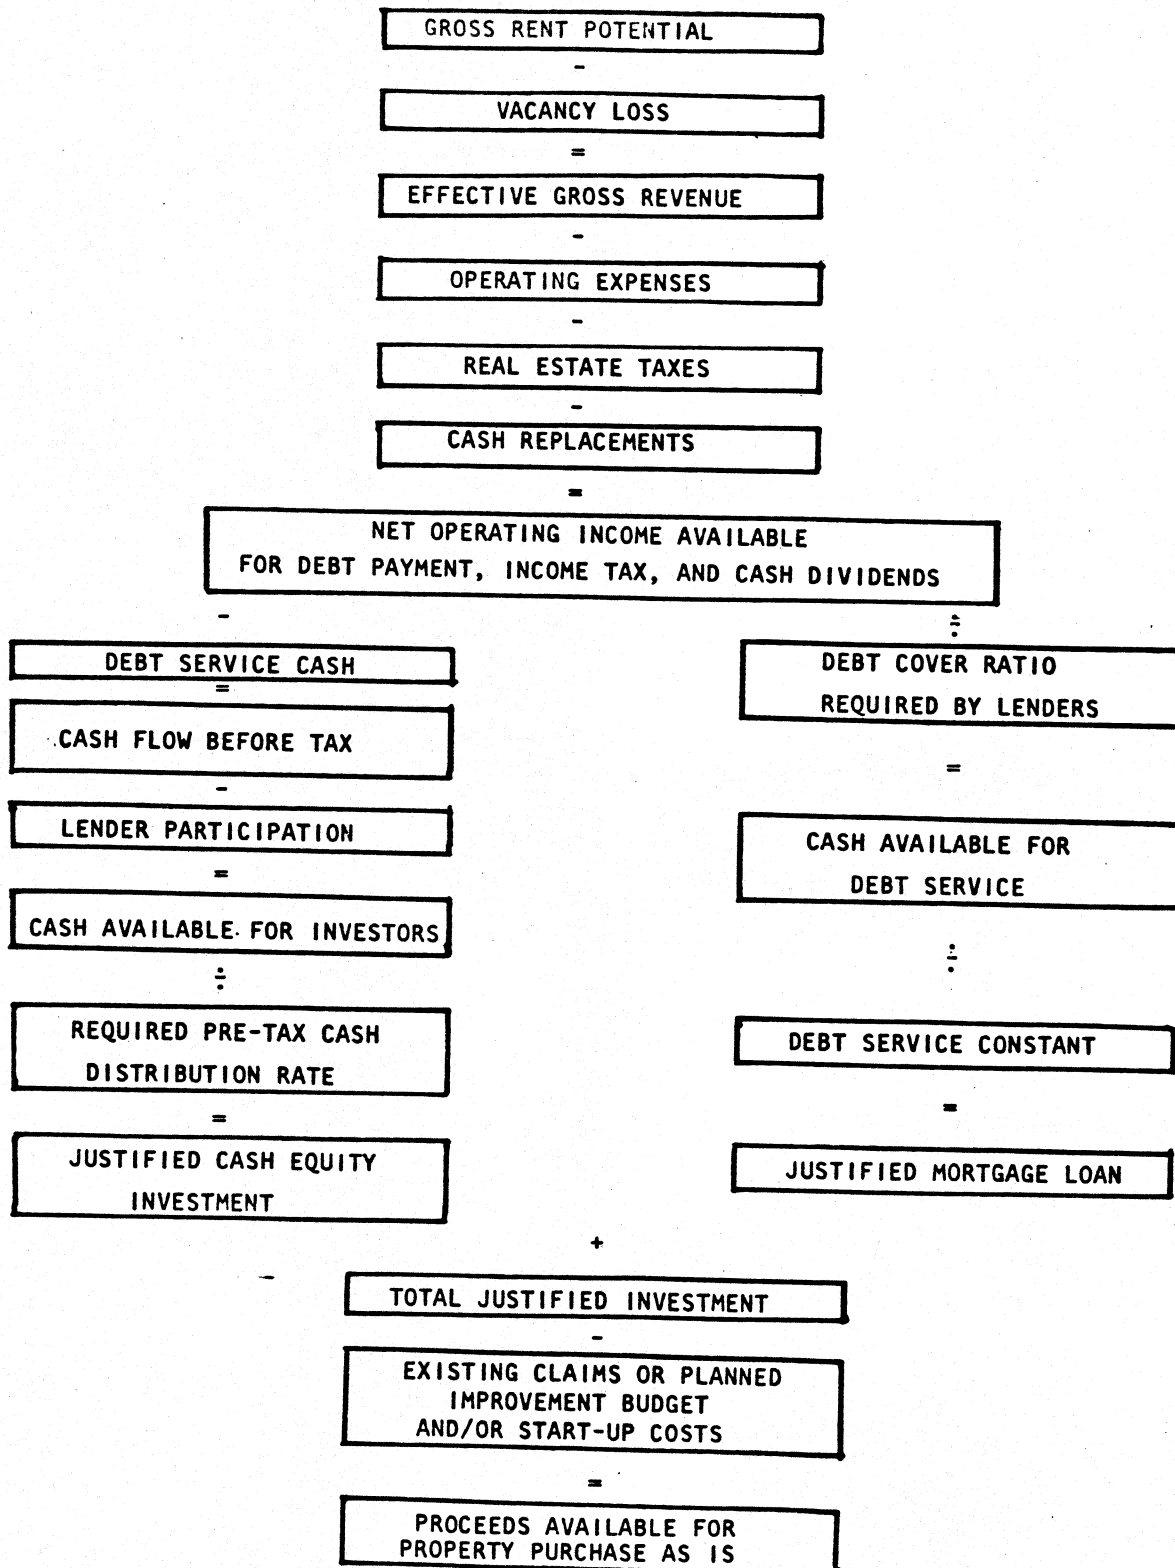 GROSS RENT POTENTIAL
-
VACANCY LOSS
=
EFFECTIVE GROSS REVENUE
-
OPERATING EXPENSES
-
REAL ESTATE TAXES
-
CASH REPLACEMENTS
=
NET OPERATING INCOME AVAILABLE
FOR DEBT PAYMENT, INCOME TAX, AND CASH DIVIDENDS
-
DEBT SERVICE CASH
=
CASH FLOW BEFORE TAX
-
LENDER PARTICIPATION
=
CASH AVAILABLE FOR INVESTORS
÷
REQUIRED PRE-TAX CASH
DISTRIBUTION RATE
=
JUSTIFIED CASH EQUITY
INVESTMENT
÷
DEBT COVER RATIO
REQUIRED BY LENDERS
=
CASH AVAILABLE FOR
DEBT SERVICE
÷
DEBT SERVICE CONSTANT
=
JUSTIFIED MORTGAGE LOAN
+
TOTAL JUSTIFIED INVESTMENT
-
EXISTING CLAIMS OR PLANNED
IMPROVEMENT BUDGET
AND/OR START-UP COSTS
=
PROCEEDS AVAILABLE FOR
PROPERTY PURCHASE AS IS